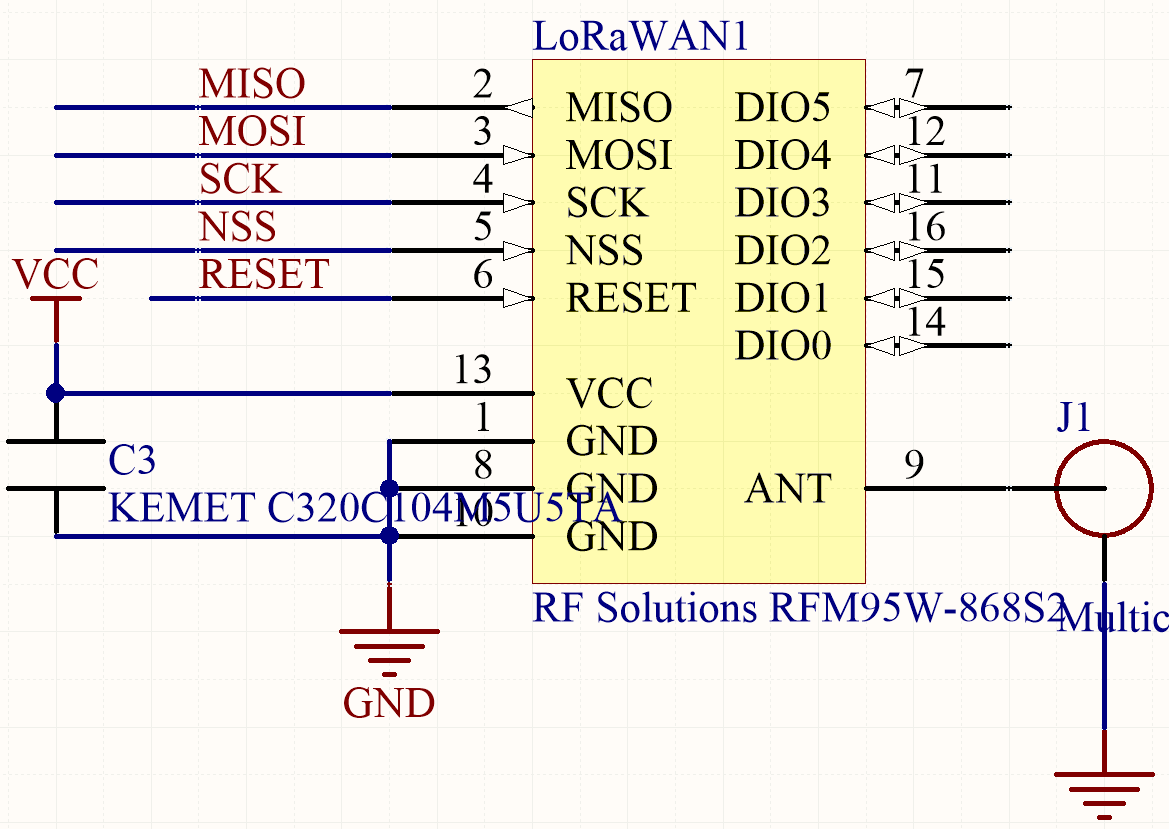 LoRaWAN1
MISO 2 MISO DIO5 7
MOSI 3 MOSI DIO4 12
SCK 4 SCK DIO3 11
NSS 5 NSS DIO2 16
VCC
RESET 6 RESET DIO1 15
DIO0 14
13 VCC
1 GND
J1
C3
8 GND ANT 9
KEMET C320C104M5U5TA
10 GND
RF Solutions RFM95W-868S2
Multic
GND